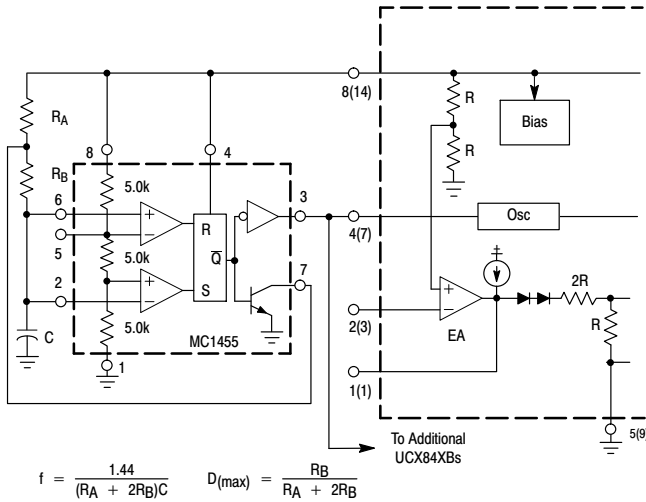 8(14)
R
Bias
R
R_A
R_B
8
4
6
5.0k
3
+
–
R
5
4(7)
Osc
5.0k
Q̅
7
2
+
–
S
+
–
2R
2(3)
EA
R
C
5.0k
MC1455
1
1(1)
To Additional
UCX84XBs
5(9)
f = 1.44 / (R_A + 2R_B)C
D(max) = R_B / R_A + 2R_B